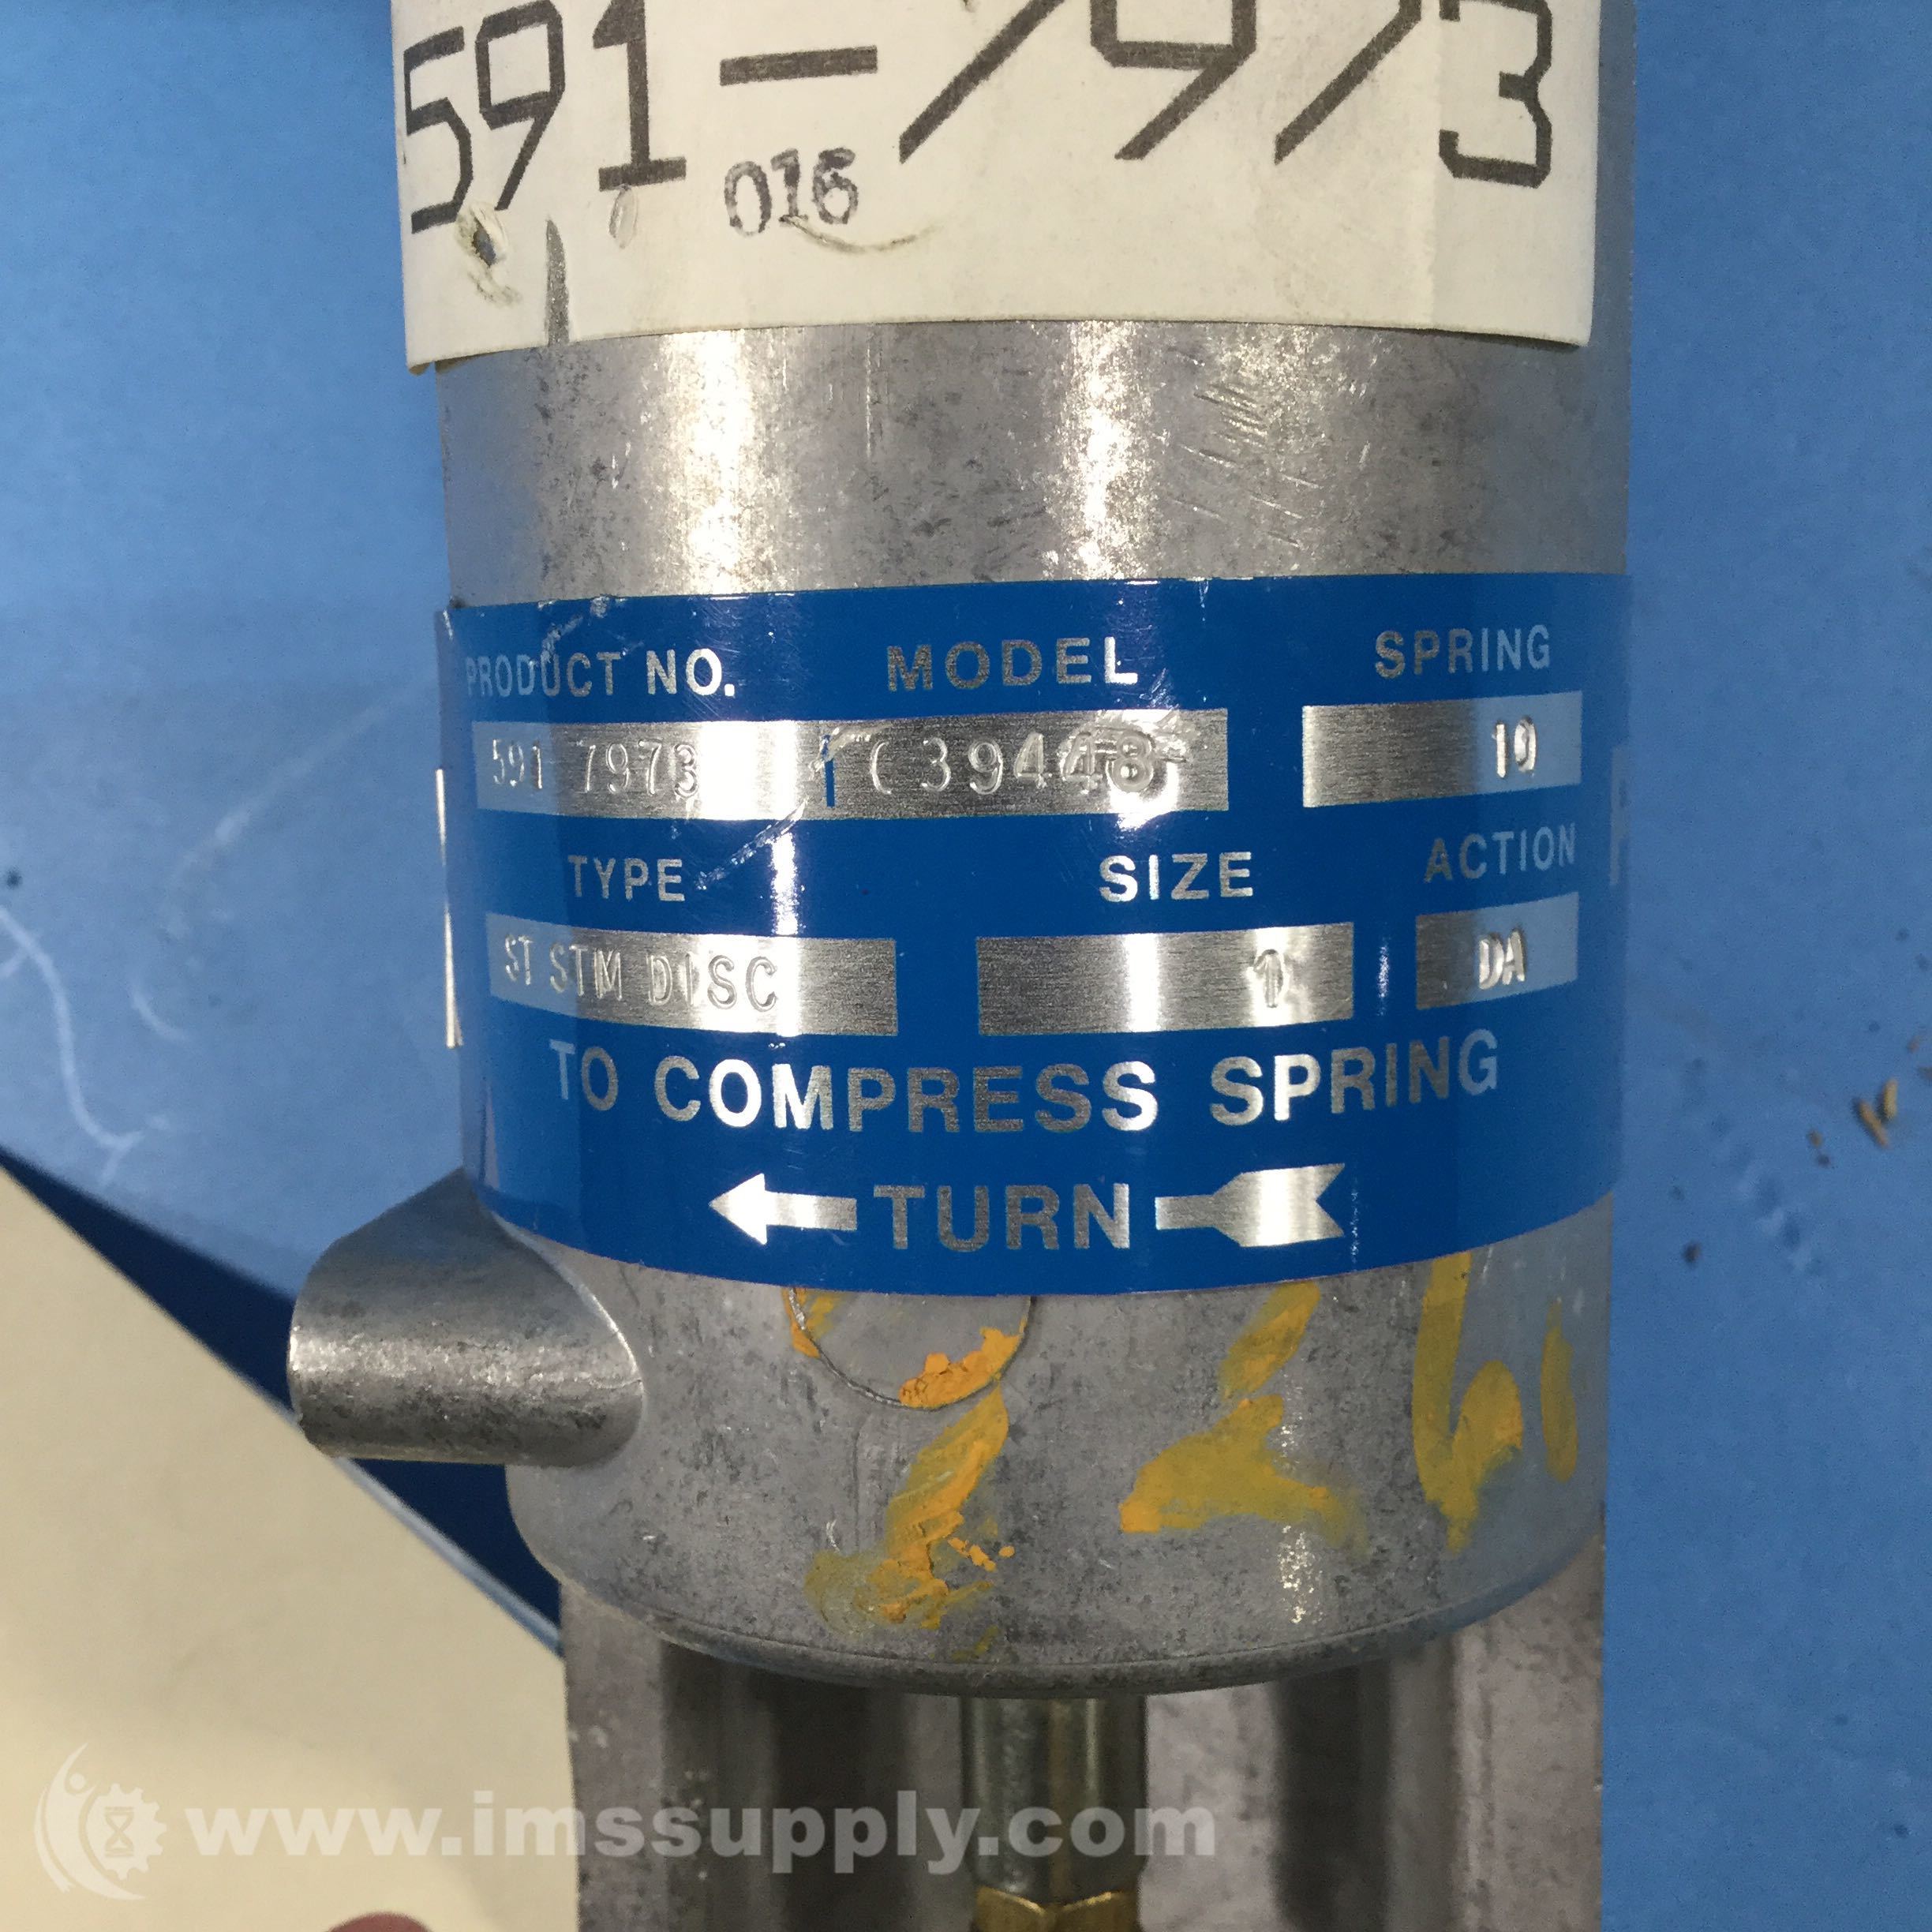 591-7973
016
PRODUCT NO. MODEL SPRING
591 7973 C39448 10
TYPE SIZE ACTION
ST STM DISC 1 DA
TO COMPRESS SPRING
TURN
www.imssupply.com